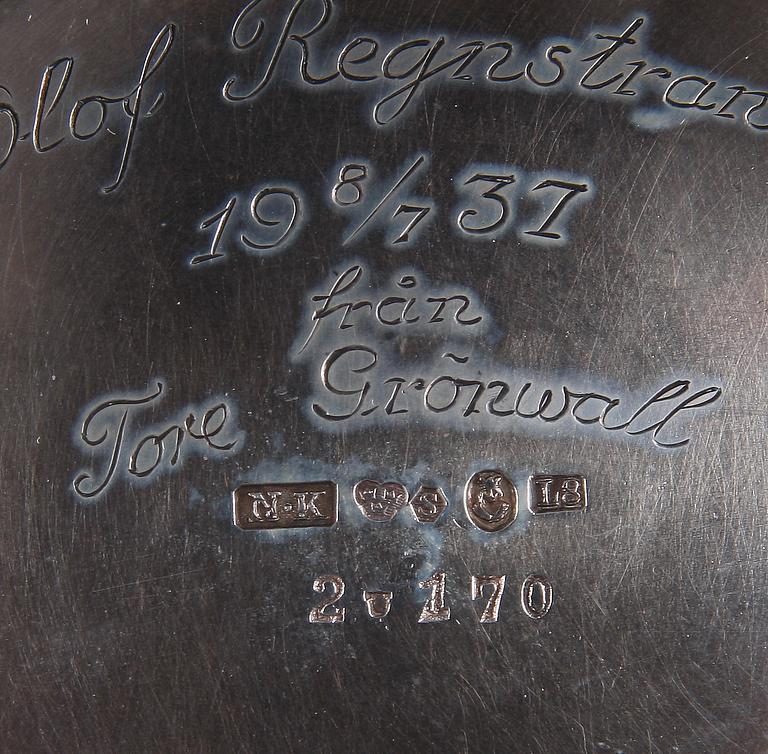 Olof Regnstran
19 8/7 37
från
Tore Grönwall
N·K S L8
2 170